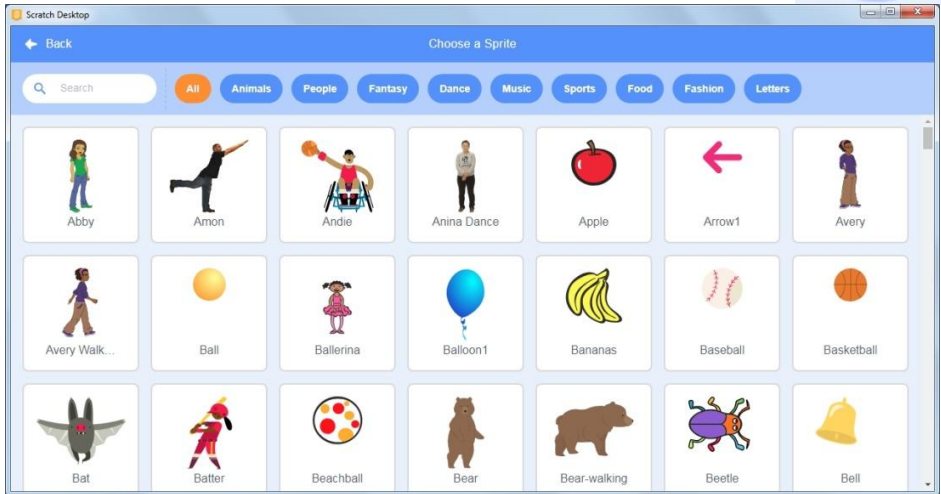 Scratch Desktop
Back
Choose a Sprite
Search
All
Animals
People
Fantasy
Dance
Music
Sports
Food
Fashion
Letters
Abby
Amon
Andie
Anina Dance
Apple
Arrow1
Avery
Avery Walk...
Ball
Ballerina
Balloon1
Bananas
Baseball
Basketball
Bat
Batter
Beachball
Bear
Bear-walking
Beetle
Bell